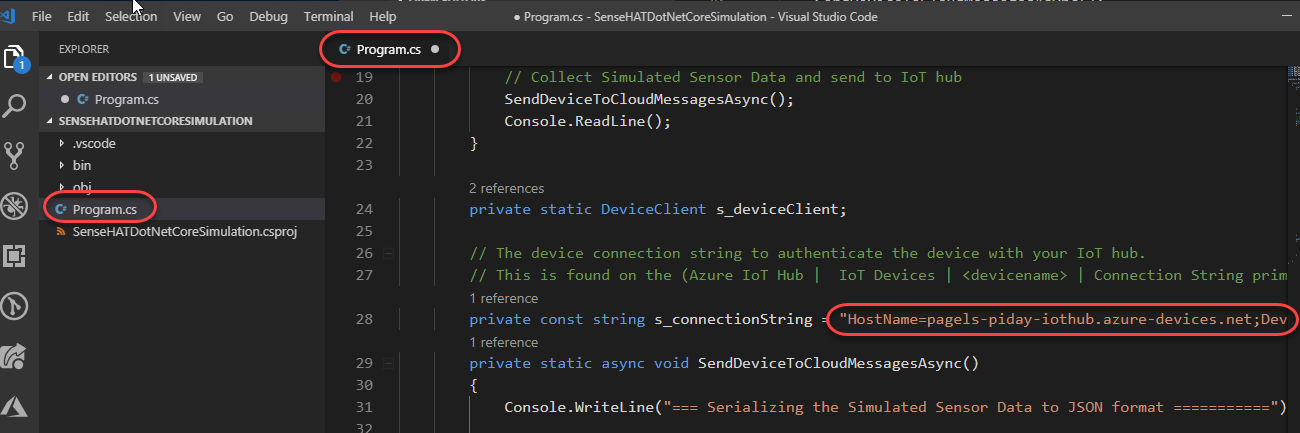 File Edit Selection View Go Debug Terminal Help ● Program.cs - SenseHATDotNetCoreSimulation - Visual Studio Code
EXPLORER
OPEN EDITORS 1 UNSAVED
● C# Program.cs
SENSEHATDOTNETCORESIMULATION
.vscode
bin
obj
C# Program.cs
SenseHATDotNetCoreSimulation.csproj
1
C# Program.cs ●
19 // Collect Simulated Sensor Data and send to IoT hub
20 SendDeviceToCloudMessagesAsync();
21 Console.ReadLine();
22 }
23
2 references
24 private static DeviceClient s_deviceClient;
25
26 // The device connection string to authenticate the device with your IoT hub.
27 // This is found on the (Azure IoT Hub | IoT Devices | <devicename> | Connection String prim
1 reference
28 private const string s_connectionString = "HostName=pagels-piday-iothub.azure-devices.net;Dev
1 reference
29 private static async void SendDeviceToCloudMessagesAsync()
30 {
31 Console.WriteLine("=== Serializing the Simulated Sensor Data to JSON format ===========")
32